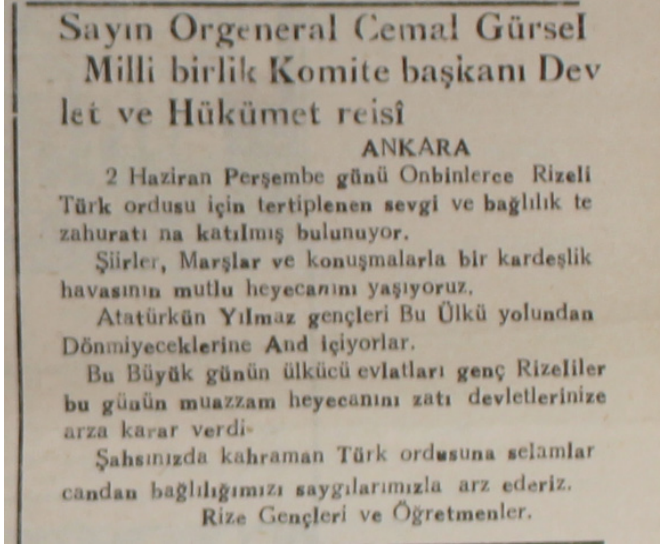 Sayın Orgeneral Cemal Gürsel
Milli birlik Komite başkanı Dev
let ve Hükümet reisî
ANKARA
2 Haziran Perşembe günü Onbinlerce Rizeli
Türk ordusu için tertiplenen sevgi ve bağlılık te
zahuratı na katılmış bulunuyor.
Şiirler, Marşlar ve konuşmalarla bir kardeşlik
havasının mutlu heyecanını yaşıyoruz.
Atatürkün Yılmaz gençleri Bu Ülkü yolundan
Dönmiyeceklerine And içiyorlar.
Bu Büyük günün ülkücü evlatları genç Rizeliler
bu günün muazzam heyecanını zatı devletlerinize
arza karar verdi-
Şahsınızda kahraman Türk ordusuna selamlar
candan bağlılığımızı saygılarımızla arz ederiz.
Rize Gençleri ve Öğretmenler.